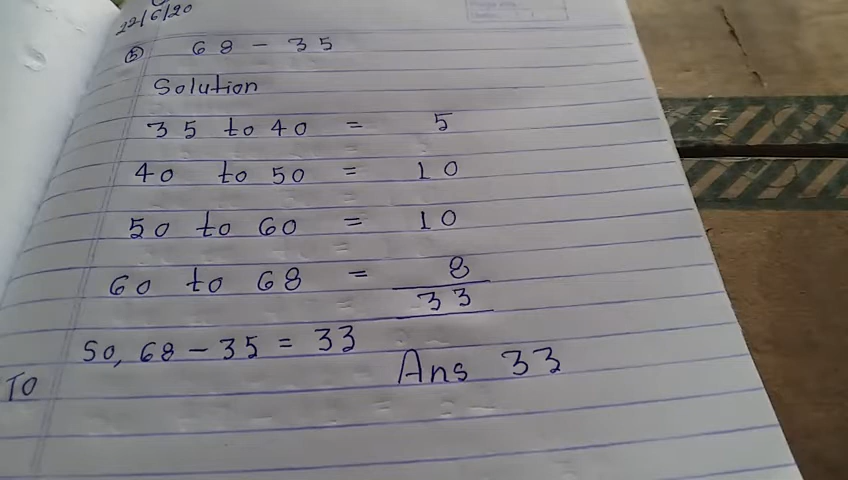 22/6/20
⑤ 68 - 35
Solution
35 to 40 = 5
40 to 50 = 10
50 to 60 = 10
60 to 68 = 8
33
So, 68 - 35 = 33
Ans 33
TO